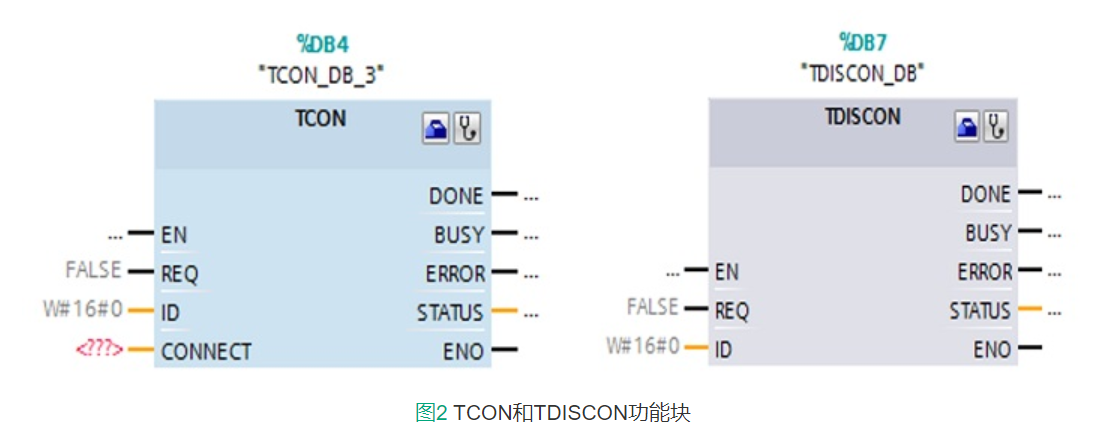 %DB4
"TCON_DB_3"
TCON
DONE ...
... EN
BUSY ...
FALSE REQ
ERROR ...
W#16#0 ID
STATUS ...
<???> CONNECT
ENO
%DB7
"TDISCON_DB"
TDISCON
DONE ...
BUSY ...
... EN
ERROR ...
FALSE REQ
STATUS ...
W#16#0 ID
ENO
图2 TCON和TDISCON功能块